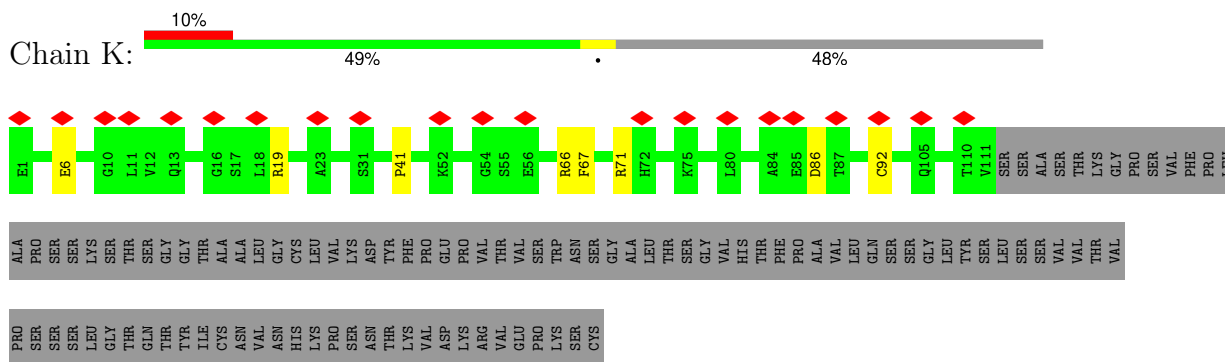 10%
Chain K:
49% • 48%
E1 E6 G10 L11 V12 Q13 G16 S17 L18 R19 A23 S31 P41 K52 G54 S55 E56 R66 F67 R71 H72 K75 L80 A84 E85 D86 T87 C92 Q105 T110 V111 SER SER ALA SER THR LYS GLY PRO SER VAL PHE PRO LEU
ALA PRO SER SER LYS SER THR SER GLY GLY THR ALA ALA LEU GLY CYS LEU VAL LYS ASP TYR PHE PRO GLU PRO VAL THR VAL SER TRP ASN SER GLY ALA LEU THR SER GLY VAL HIS THR PHE PRO ALA VAL LEU GLN SER SER GLY LEU TYR SER LEU SER SER VAL VAL THR VAL
PRO SER SER SER LEU GLY THR GLN THR TYR ILE CYS ASN VAL ASN HIS LYS PRO SER ASN THR LYS VAL ASP LYS ARG VAL GLU PRO LYS SER CYS